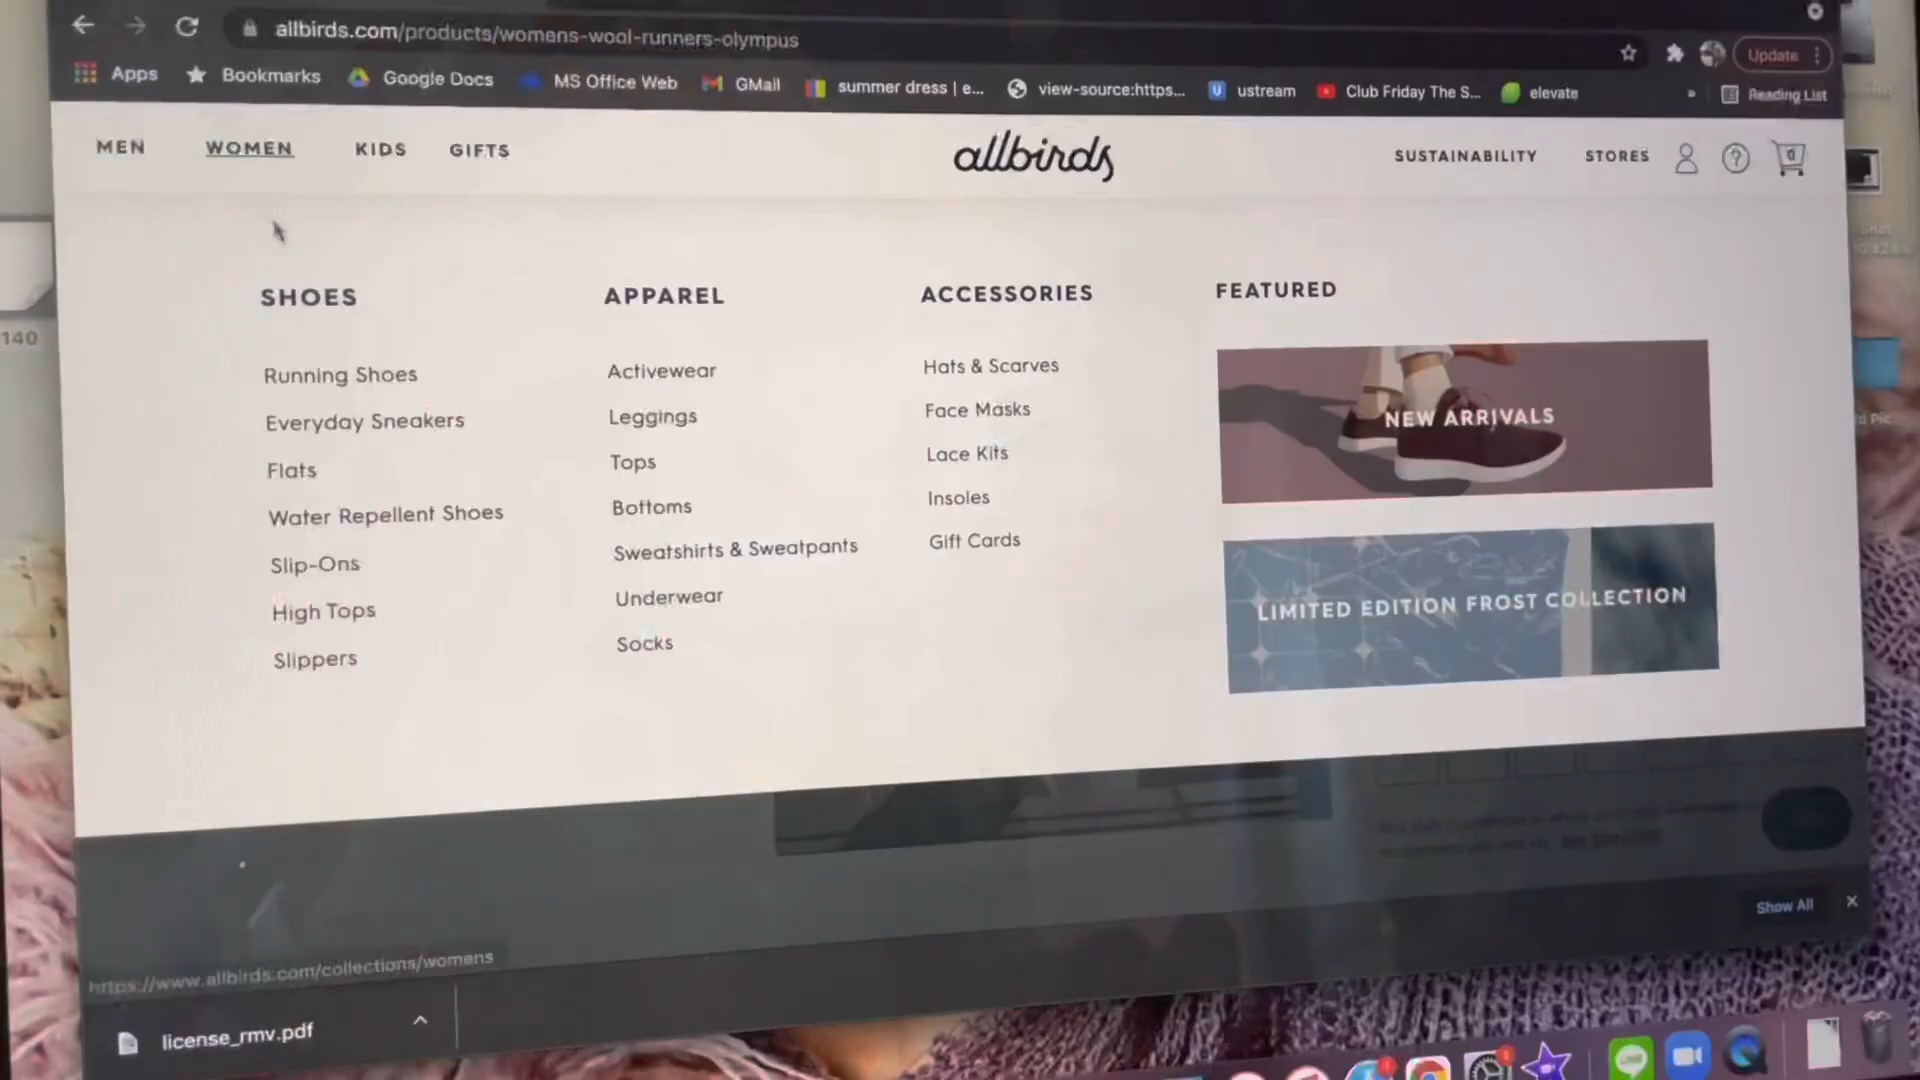 allbirds.com/products/womens-wool-runners-olympus
Update
Apps
Bookmarks
Google Docs
MS Office Web
GMail
summer dress | e...
view-source:https...
ustream
Club Friday The S...
elevate
»
Reading List
MEN
WOMEN
KIDS
GIFTS
allbirds
SUSTAINABILITY
STORES
0
SHOES
Running Shoes
Everyday Sneakers
Flats
Water Repellent Shoes
Slip-Ons
High Tops
Slippers
APPAREL
Activewear
Leggings
Tops
Bottoms
Sweatshirts & Sweatpants
Underwear
Socks
ACCESSORIES
Hats & Scarves
Face Masks
Lace Kits
Insoles
Gift Cards
FEATURED
NEW ARRIVALS
LIMITED EDITION FROST COLLECTION
140
Show All
https://www.allbirds.com/collections/womens
license_rmv.pdf